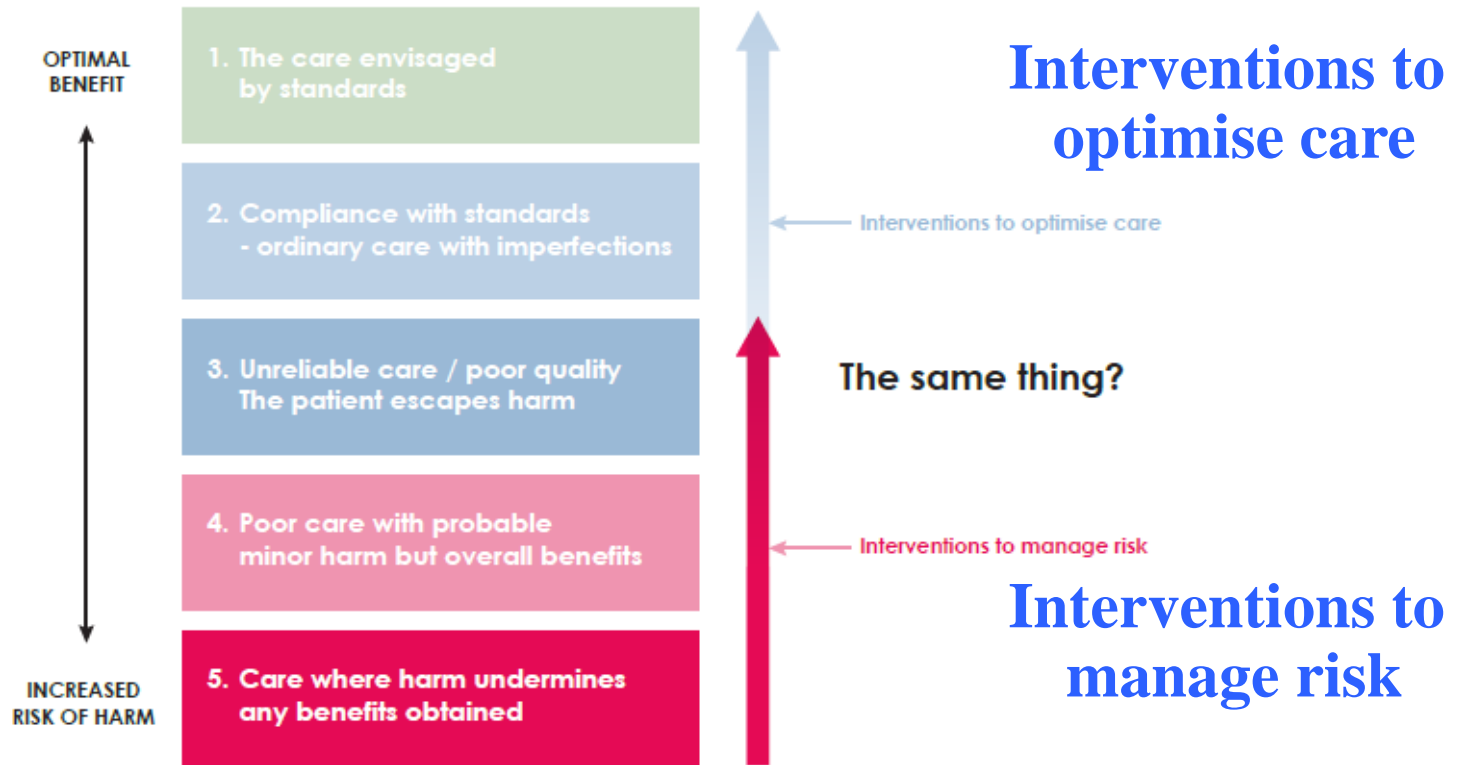 OPTIMAL
BENEFIT
INCREASED
RISK OF HARM
1. The care envisaged
by standards
2. Compliance with standards
- ordinary care with imperfections
3. Unreliable care / poor quality
The patient escapes harm
4. Poor care with probable
minor harm but overall benefits
5. Care where harm undermines
any benefits obtained
Interventions to
optimise care
Interventions to optimise care
The same thing?
Interventions to manage risk
Interventions to
manage risk